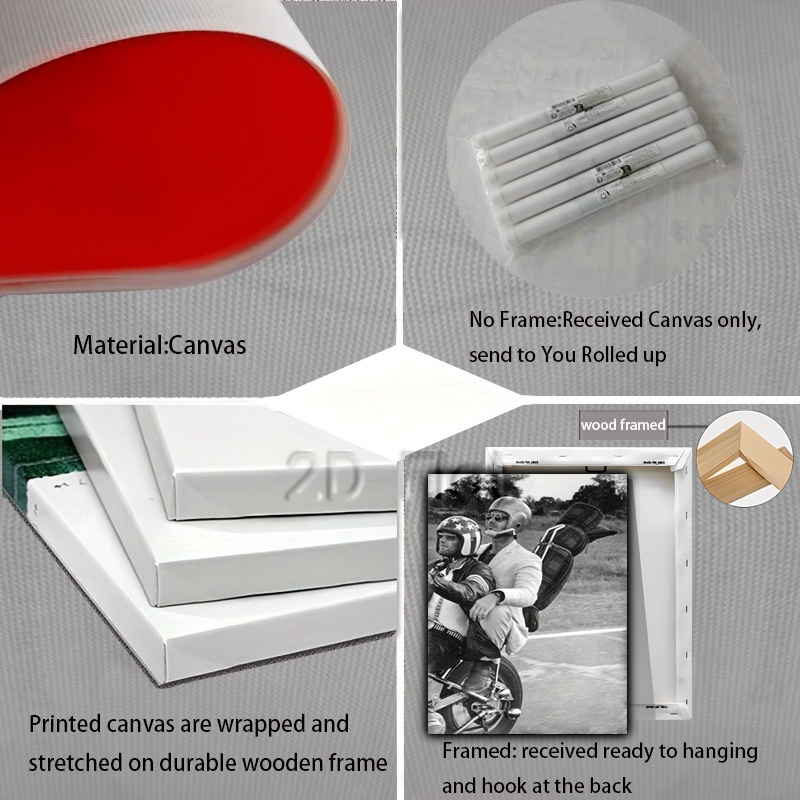 Material:Canvas
No Frame:Received Canvas only,
send to You Rolled up
2D
Printed canvas are wrapped and
stretched on durable wooden frame
wood framed
Framed: received ready to hanging
and hook at the back